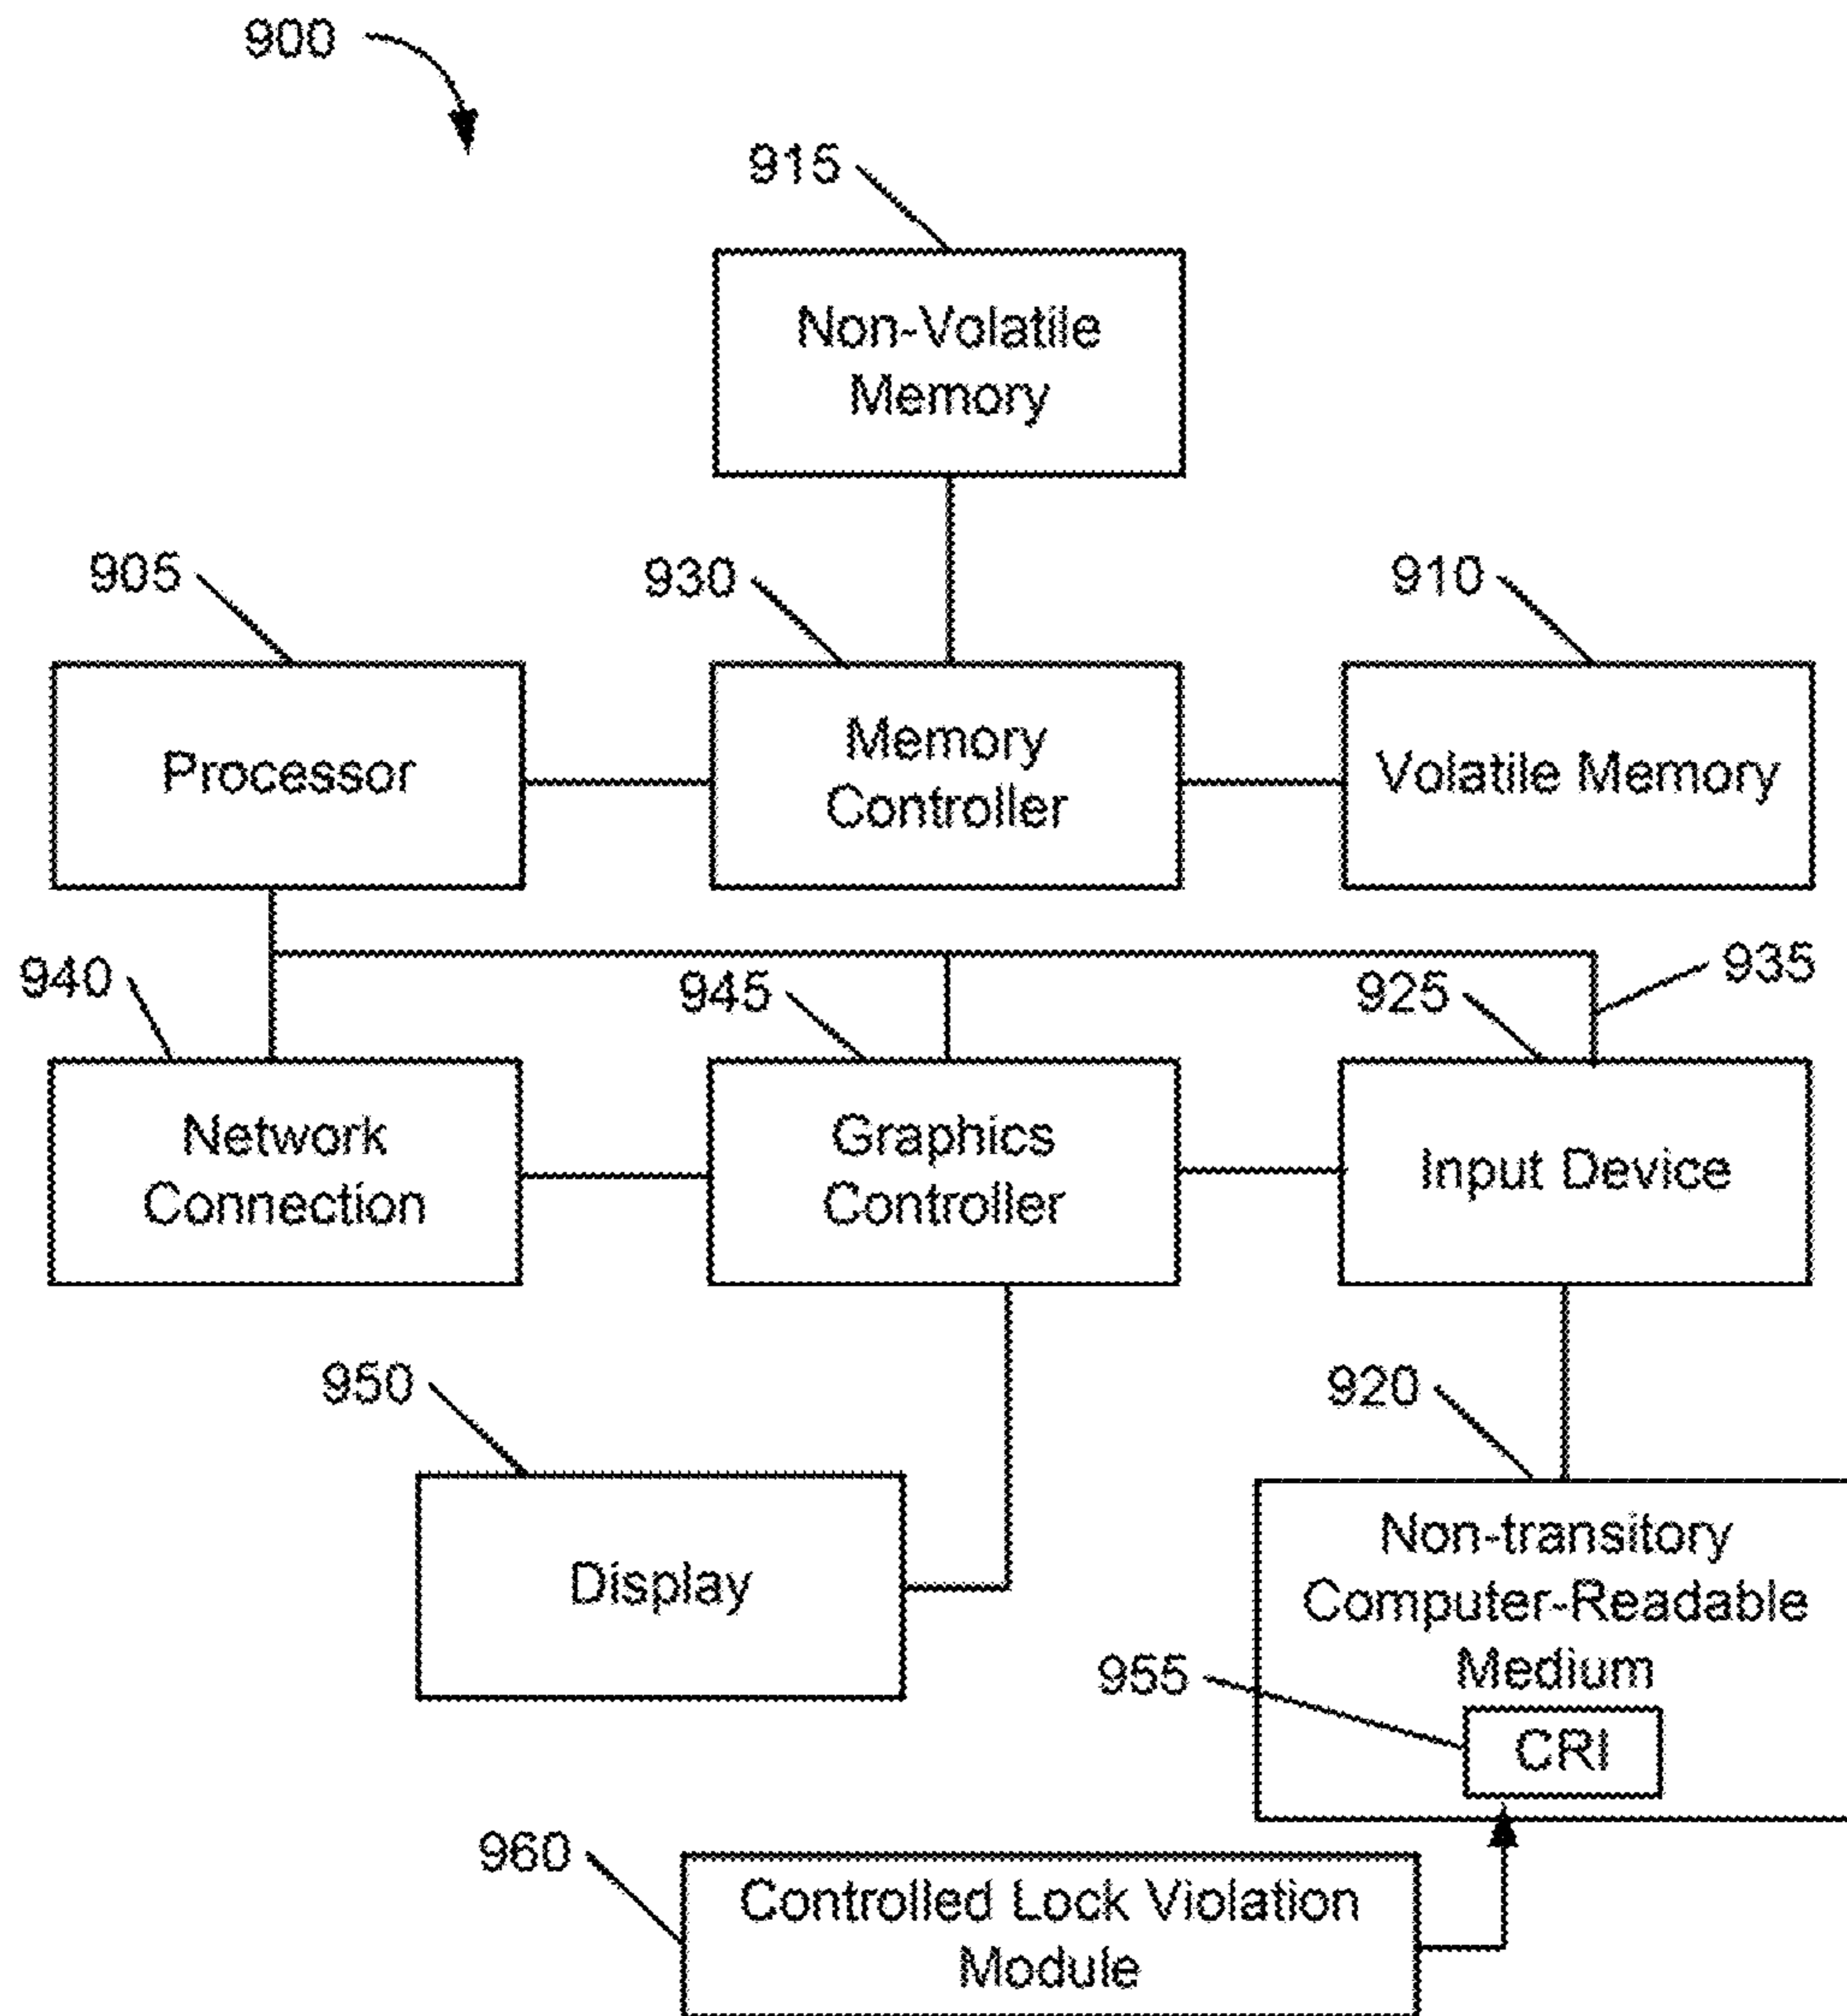 900
915
Non-Volatile
Memory
905
930
910
Processor
Memory
Controller
Volatile Memory
940
945
925
935
Network
Connection
Graphics
Controller
Input Device
950
920
Display
Non-transitory
Computer-Readable
Medium
955
CRI
960
Controlled Lock Violation
Module